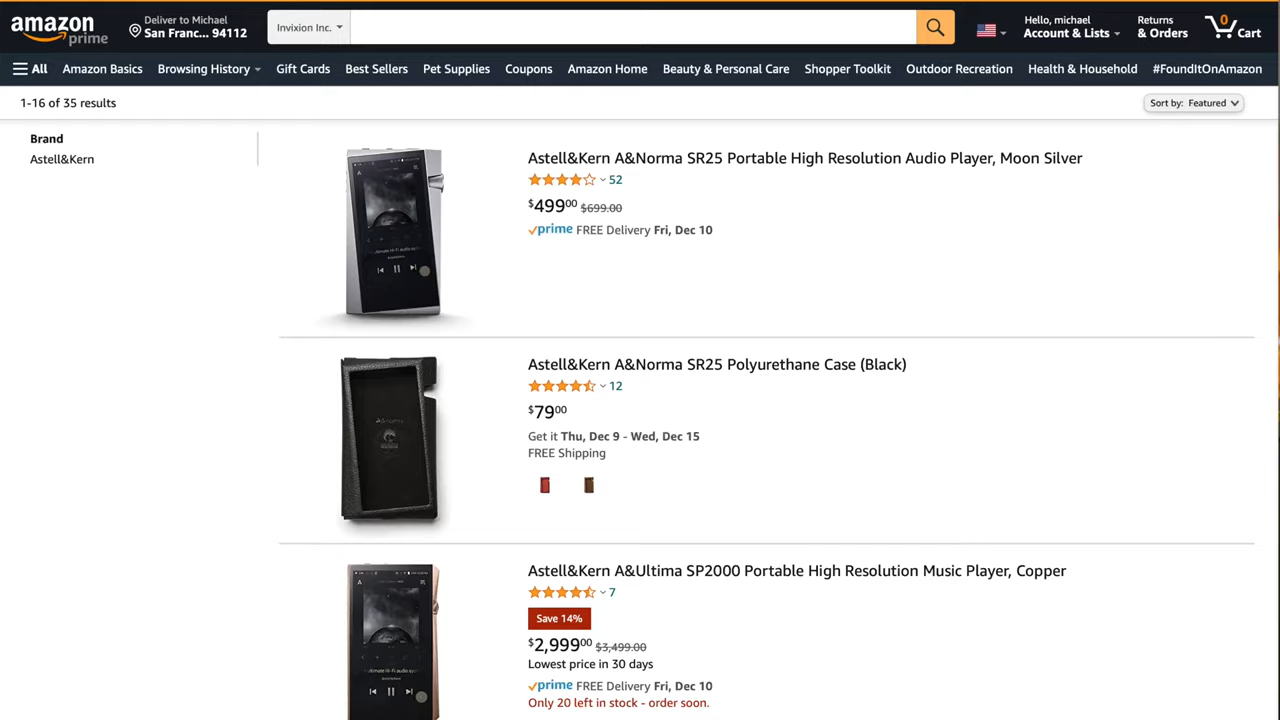 amazon prime
Deliver to Michael
San Franc... 94112
Invixion Inc.
Hello, michael
Account & Lists
Returns
& Orders
0
Cart
All Amazon Basics Browsing History Gift Cards Best Sellers Pet Supplies Coupons Amazon Home Beauty & Personal Care Shopper Toolkit Outdoor Recreation Health & Household #FoundItOnAmazon
1-16 of 35 results
Sort by: Featured
Brand
Astell&Kern
Astell&Kern A&Norma SR25 Portable High Resolution Audio Player, Moon Silver
52
$49900 $699.00
prime FREE Delivery Fri, Dec 10
Astell&Kern A&Norma SR25 Polyurethane Case (Black)
12
$7900
Get it Thu, Dec 9 - Wed, Dec 15
FREE Shipping
Astell&Kern A&Ultima SP2000 Portable High Resolution Music Player, Copper
7
Save 14%
$2,99900 $3,499.00
Lowest price in 30 days
prime FREE Delivery Fri, Dec 10
Only 20 left in stock - order soon.